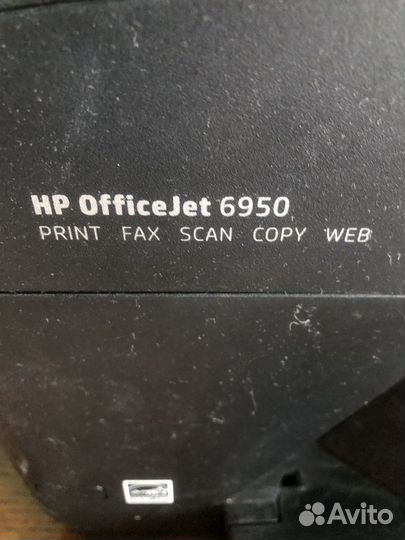 HP OfficeJet 6950
PRINT FAX SCAN COPY WEB
Avito